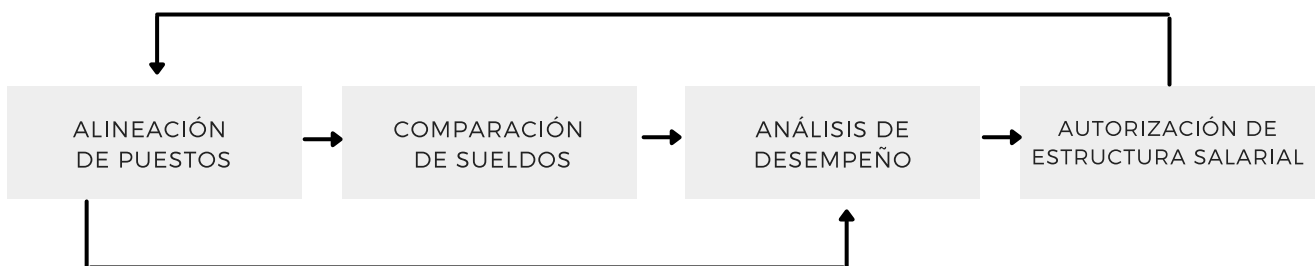 ALINEACIÓN
DE PUESTOS
COMPARACIÓN
DE SUELDOS
ANÁLISIS DE
DESEMPEÑO
AUTORIZACIÓN DE
ESTRUCTURA SALARIAL